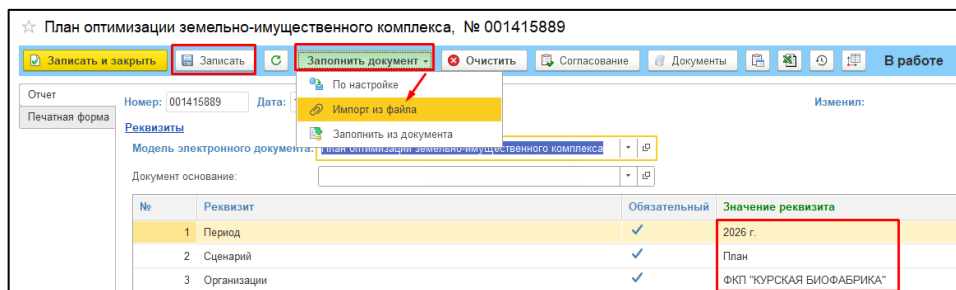 План оптимизации земельно-имущественного комплекса, № 001415889
Записать и закрыть Записать Заполнить документ Очистить Согласование Документы В работе
Отчет
Печатная форма
По настройке
Импорт из файла
Заполнить из документа
Номер: 001415889 Дата: Изменил:
Реквизиты
Модель электронного документа: План оптимизации земельно-имущественного комплекса
Документ основание:
№ Реквизит Обязательный Значение реквизита
1 Период 2026 г.
2 Сценарий План
3 Организации ФКП "КУРСКАЯ БИОФАБРИКА"